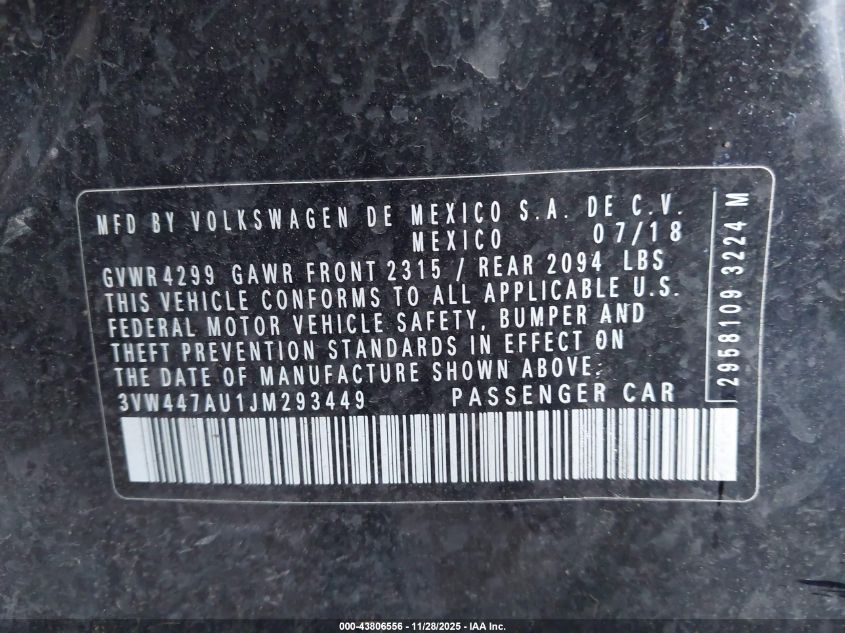 MFD BY VOLKSWAGEN DE MEXICO S.A. DE C.V.
MEXICO 07/18
GVWR4299 GAWR FRONT 2315 / REAR 2094 LBS
THIS VEHICLE CONFORMS TO ALL APPLICABLE U.S.
FEDERAL MOTOR VEHICLE SAFETY, BUMPER AND
THEFT PREVENTION STANDARDS IN EFFECT ON
THE DATE OF MANUFACTURE SHOWN ABOVE.
3VW447AU1JM293449 PASSENGER CAR
2958109 3224 M
000-43806556 - 11/28/2025 - IAA Inc.